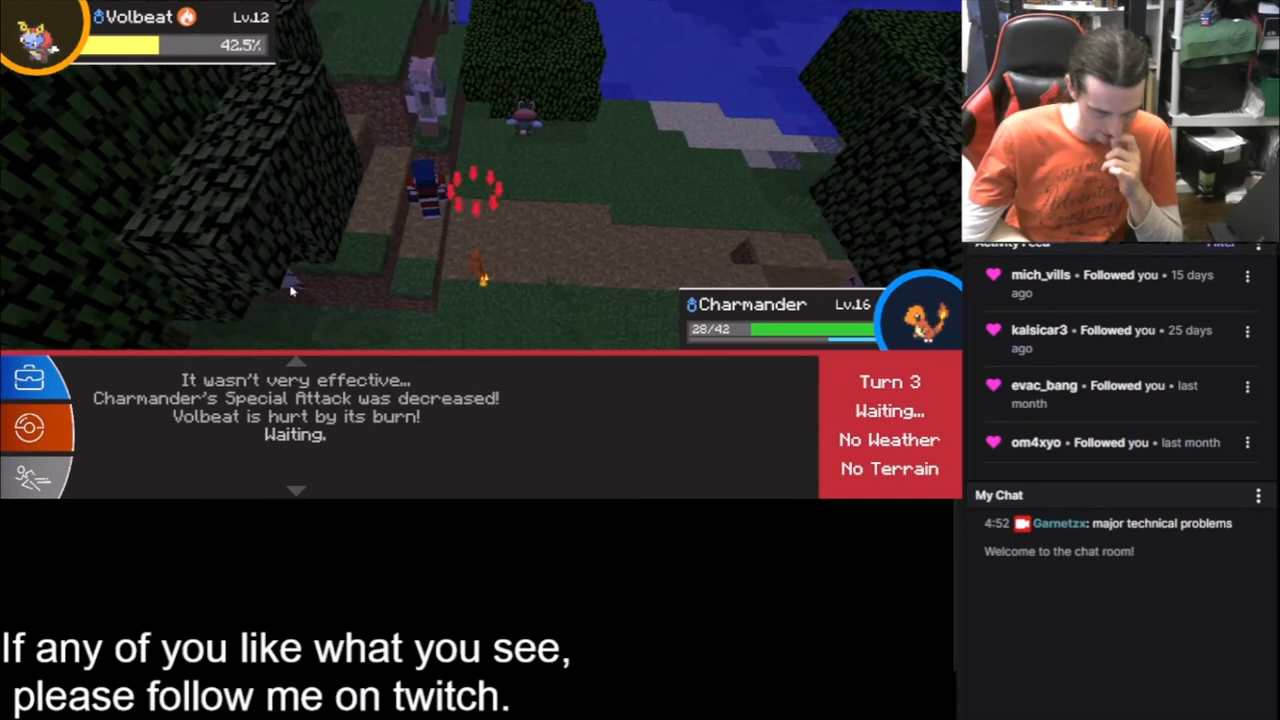 Volbeat Lv.12
42.5%
Charmander Lv.16
28/42
It wasn't very effective...
Charmander's Special Attack was decreased!
Volbeat is hurt by its burn!
Waiting.
Turn 3
Waiting...
No Weather
No Terrain
Activity Feed Filter
mich_vills • Followed you • 15 days
ago
kalsicar3 • Followed you • 25 days
ago
evac_bang • Followed you • last
month
om4xyo • Followed you • last month
My Chat
4:52 Garnetzx: major technical problems
Welcome to the chat room!
If any of you like what you see,
please follow me on twitch.